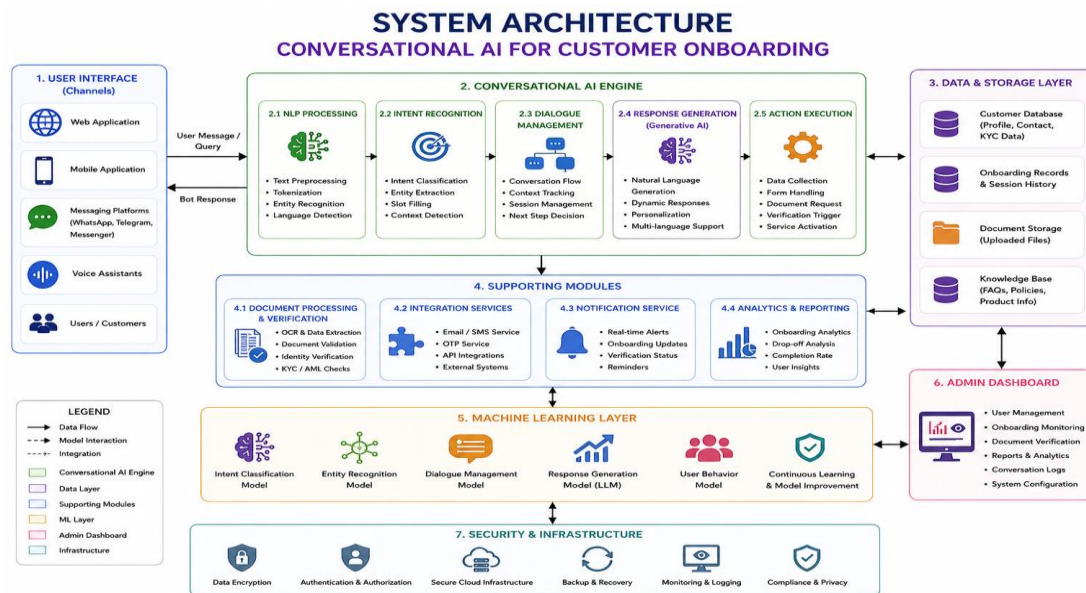 SYSTEM ARCHITECTURE
CONVERSATIONAL AI FOR CUSTOMER ONBOARDING
1. USER INTERFACE
(Channels)
Web Application
Mobile Application
Messaging Platforms
(WhatsApp, Telegram,
Messenger)
Voice Assistants
Users / Customers
User Message /
Query
Bot Response
2. CONVERSATIONAL AI ENGINE
2.1 NLP PROCESSING
• Text Preprocessing
• Tokenization
• Entity Recognition
• Language Detection
2.2 INTENT RECOGNITION
• Intent Classification
• Entity Extraction
• Slot Filling
• Context Detection
2.3 DIALOGUE
MANAGEMENT
• Conversation Flow
• Context Tracking
• Session Management
• Next Step Decision
2.4 RESPONSE GENERATION
(Generative AI)
• Natural Language
Generation
• Dynamic Responses
• Personalization
• Multi-language Support
2.5 ACTION EXECUTION
• Data Collection
• Form Handling
• Document Request
• Verification Trigger
• Service Activation
3. DATA & STORAGE LAYER
Customer Database
(Profile, Contact,
KYC Data)
Onboarding Records
& Session History
Document Storage
(Uploaded Files)
Knowledge Base
(FAQs, Policies,
Product Info)
4. SUPPORTING MODULES
4.1 DOCUMENT PROCESSING
& VERIFICATION
• OCR & Data Extraction
• Document Validation
• Identity Verification
• KYC / AML Checks
4.2 INTEGRATION SERVICES
• Email / SMS Service
• OTP Service
• API Integrations
• External Systems
4.3 NOTIFICATION SERVICE
• Real-time Alerts
• Onboarding Updates
• Verification Status
• Reminders
4.4 ANALYTICS & REPORTING
• Onboarding Analytics
• Drop-off Analysis
• Completion Rate
• User Insights
5. MACHINE LEARNING LAYER
Intent Classification
Model
Entity Recognition
Model
Dialogue Management
Model
Response Generation
Model (LLM)
User Behavior
Model
Continuous Learning
& Model Improvement
6. ADMIN DASHBOARD
• User Management
• Onboarding Monitoring
• Document Verification
• Reports & Analytics
• Conversation Logs
• System Configuration
LEGEND
Data Flow
Model Interaction
Integration
Conversational AI Engine
Data Layer
Supporting Modules
ML Layer
Admin Dashboard
Infrastructure
7. SECURITY & INFRASTRUCTURE
Data Encryption
Authentication & Authorization
Secure Cloud Infrastructure
Backup & Recovery
Monitoring & Logging
Compliance & Privacy